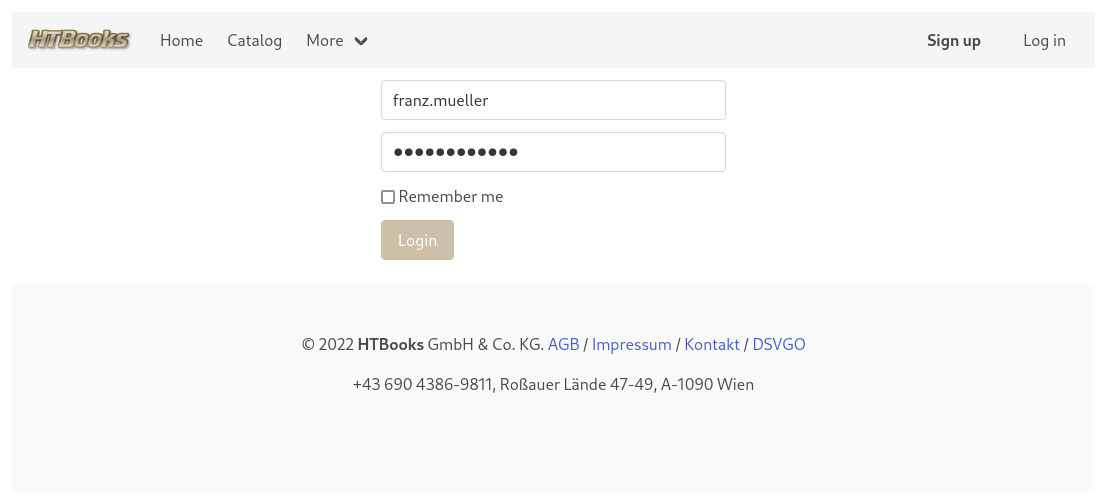 HTBooks Home Catalog More Sign up Log in
franz.mueller
●●●●●●●●●●●●
Remember me
Login
© 2022 HTBooks GmbH & Co. KG. AGB / Impressum / Kontakt / DSVGO
+43 690 4386-9811, Roßauer Lände 47-49, A-1090 Wien